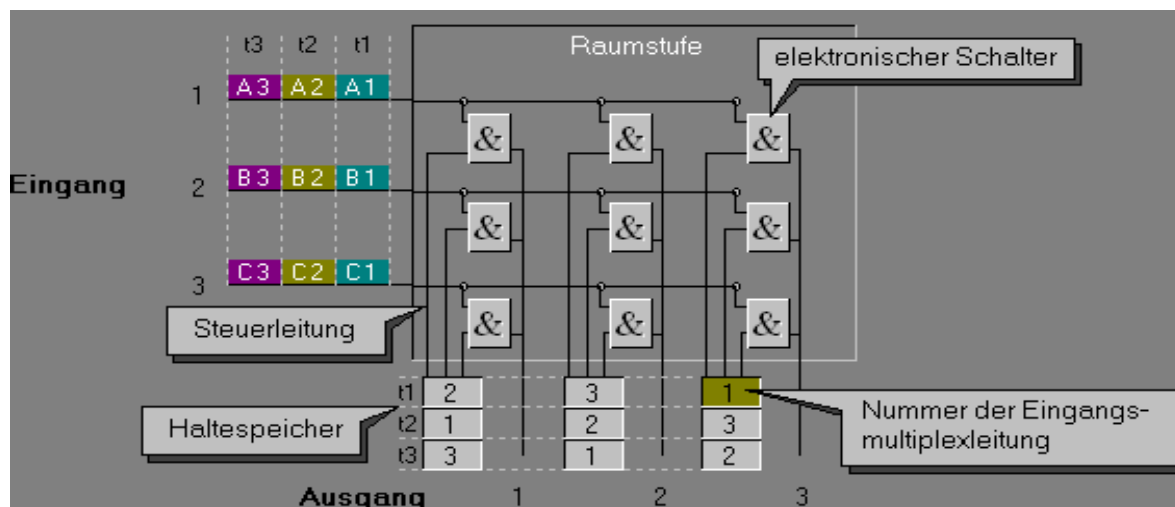 t3 t2 t1
Raumstufe
elektronischer Schalter
1 A3 A2 A1
& & &
Eingang 2 B3 B2 B1
& & &
3 C3 C2 C1
& & &
Steuerleitung
t1 2 3 1
Haltespeicher
t2 1 2 3
t3 3 1 2
Nummer der Eingangs-
multiplexleitung
Ausgang 1 2 3